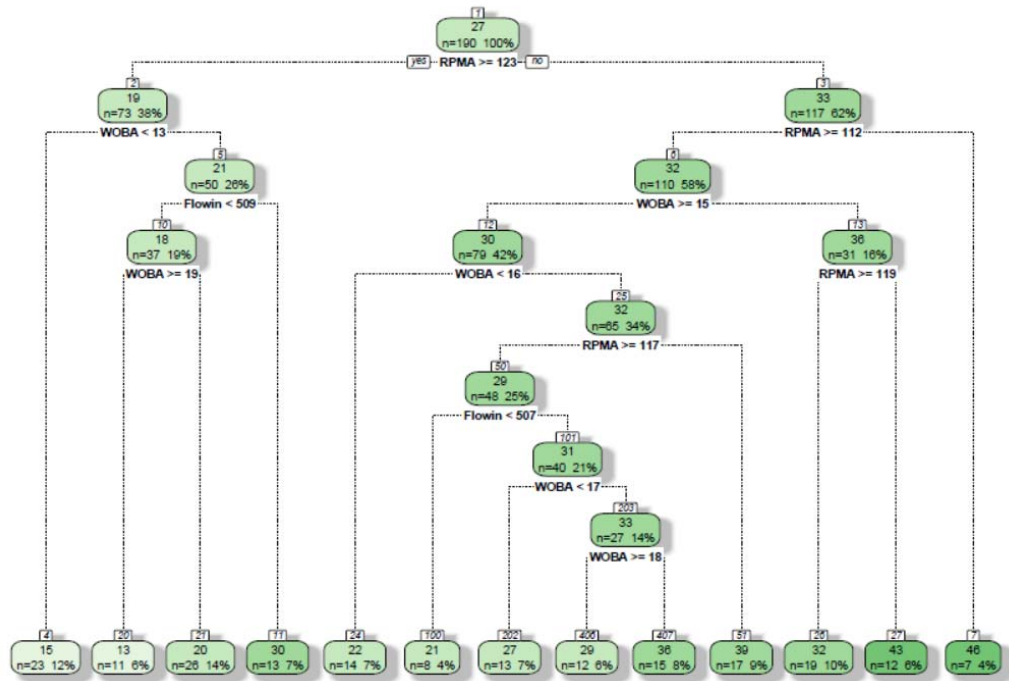 1
27
n=190 100%
yes RPMA >= 123 no
2
19
n=73 38%
WOBA < 13
3
33
n=117 62%
RPMA >= 112
5
21
n=50 26%
Flowin < 509
6
32
n=110 58%
WOBA >= 15
10
18
n=37 19%
WOBA >= 19
12
30
n=79 42%
WOBA < 16
13
36
n=31 16%
RPMA >= 119
25
32
n=65 34%
RPMA >= 117
50
29
n=48 25%
Flowin < 507
101
31
n=40 21%
WOBA < 17
203
33
n=27 14%
WOBA >= 18
4
15
n=23 12%
20
13
n=11 6%
21
20
n=26 14%
11
30
n=13 7%
24
22
n=14 7%
100
21
n=8 4%
202
27
n=13 7%
406
29
n=12 6%
407
36
n=15 8%
51
39
n=17 9%
26
32
n=19 10%
27
43
n=12 6%
7
46
n=7 4%